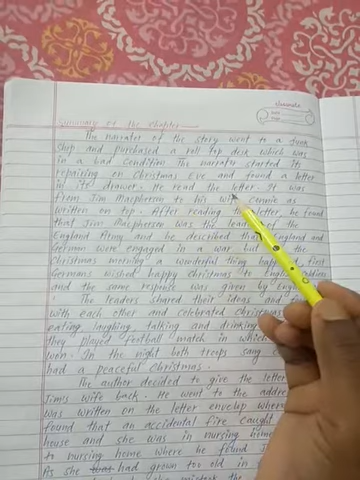 Sundaram
Summary of the Chapter
The narrator of the story went to a Junk
Shop and purchased a roll top desk which was
in a bad condition The narrator started its
repairing on Christmas Eve and found a letter
in its drawer. He read the letter. It was
from Jim Macpherson to his wife Connie as
written on top. After reading letter, he found
that Jim Macpherson was the leader of the
England Army and he described that England and
German were engaged in a war but the
Christmas morning a wonderful thing happed first
Germans wished happy Christmas to English soldiers
and the same response was given by
The leaders shared their ideas and
with each other and celebrated Christmas
eating, laughing, talking and drinking
they played football match in which
won. In the night both troops sang
had a peaceful Christmas.
The author decided to give the letter
Jim's wife back. He went to the
was written on the letter envelop
found that an accidental fire caught
house and she was in nursing home
to nursing home where he found
As she had grown too old in
mistook the